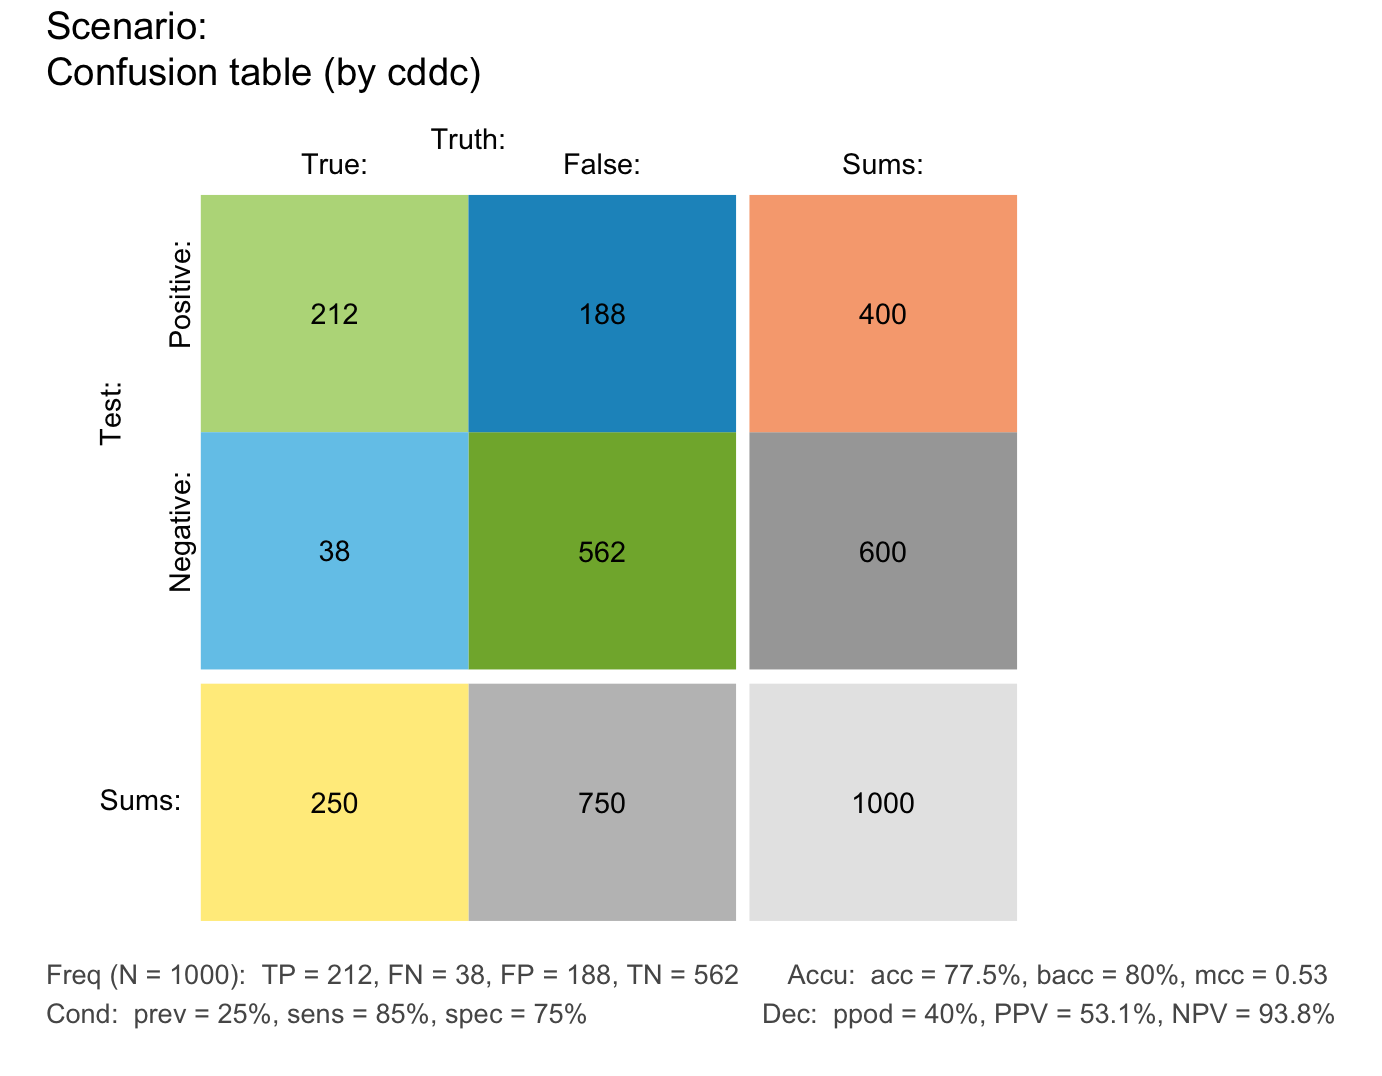 Scenario:
Confusion table (by cddc)
Truth:
True: False: Sums:
Test:
Positive:
212 188 400
Negative:
38 562 600
Sums: 250 750 1000
Freq (N = 1000): TP = 212, FN = 38, FP = 188, TN = 562 Accu: acc = 77.5%, bacc = 80%, mcc = 0.53
Cond: prev = 25%, sens = 85%, spec = 75% Dec: ppod = 40%, PPV = 53.1%, NPV = 93.8%